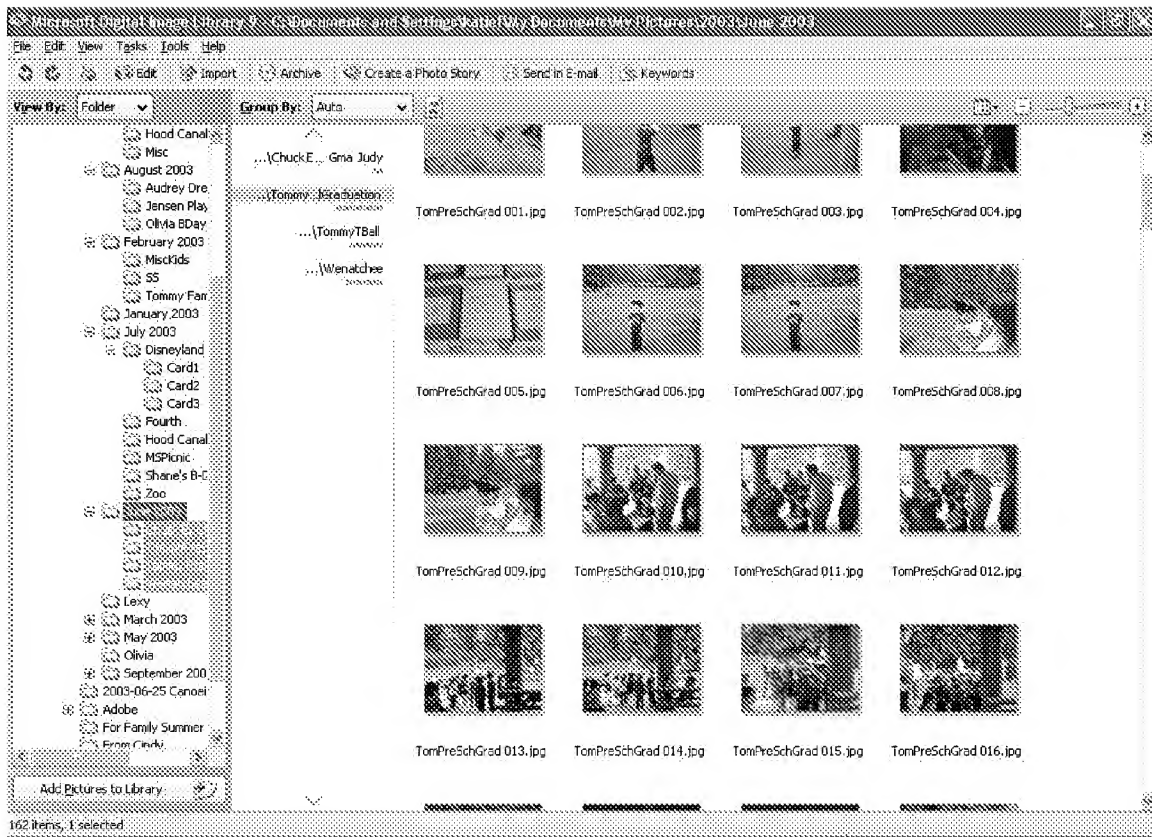 Microsoft Digital Image Library 9 - C:\Documents and Settings\katief\My Documents\My Pictures\2003\June 2003
File Edit View Tasks Tools Help
Edit Import Archive Create a Photo Story Send in E-mail Keywords
View By: Folder
Group By: Auto
Hood Canal
Misc
August 2003
Audrey Dre
Jensen Play
Olivia BDay
February 2003
MiscKids
SS
Tommy Fam
January 2003
July 2003
Disneyland
Card1
Card2
Card3
Fourth
Hood Canal
MSPicnic
Shane's B-D
Zoo
Lexy
March 2003
May 2003
Olivia
September 200
2003-06-25 Canoei
Adobe
For Family Summer
From Cindy
Add Pictures to Library
...\ChuckE... Gma Judy
...\Tommy...lGraduation
...\TommyTBall
...\Wenatchee
TomPreSchGrad 001.jpg TomPreSchGrad 002.jpg TomPreSchGrad 003.jpg TomPreSchGrad 004.jpg
TomPreSchGrad 005.jpg TomPreSchGrad 006.jpg TomPreSchGrad 007.jpg TomPreSchGrad 008.jpg
TomPreSchGrad 009.jpg TomPreSchGrad 010.jpg TomPreSchGrad 011.jpg TomPreSchGrad 012.jpg
TomPreSchGrad 013.jpg TomPreSchGrad 014.jpg TomPreSchGrad 015.jpg TomPreSchGrad 016.jpg
162 items, 1 selected